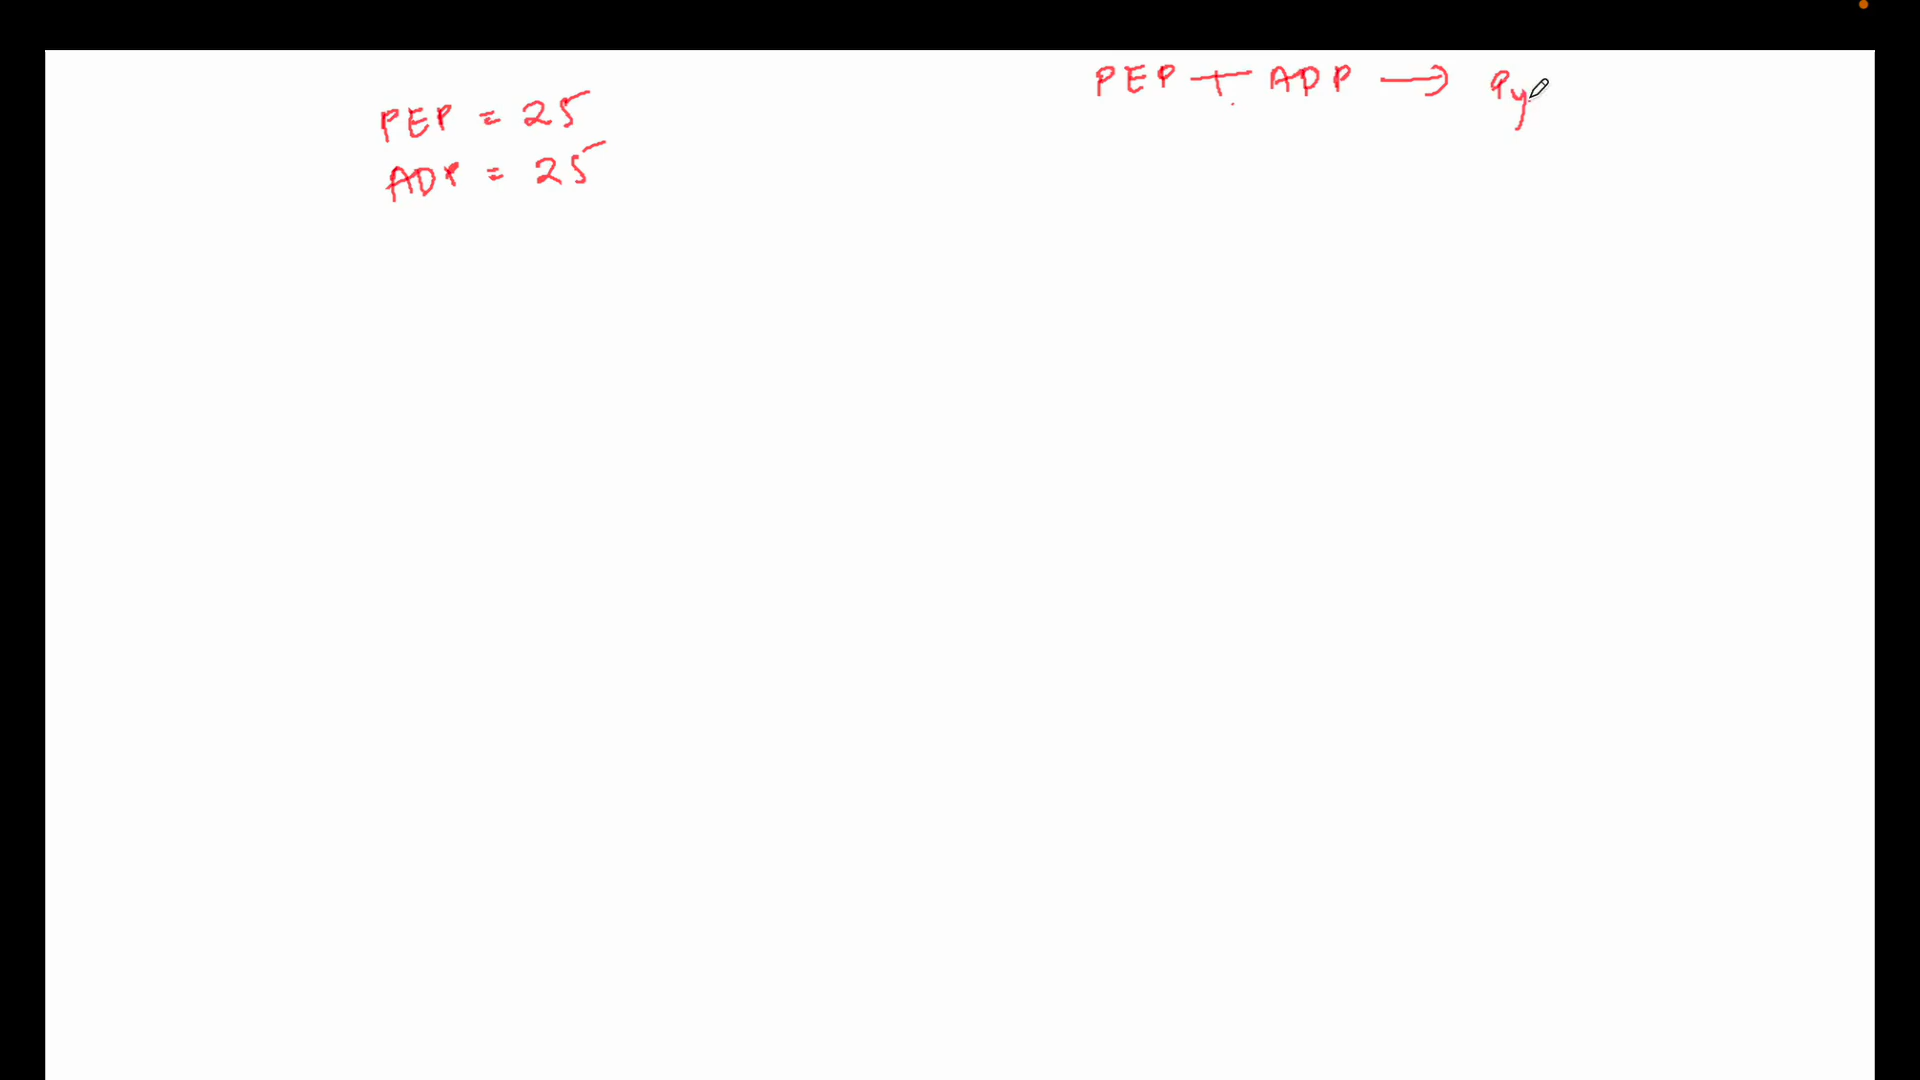 PEP + ADP → Py
PEP = 25
ADP = 25